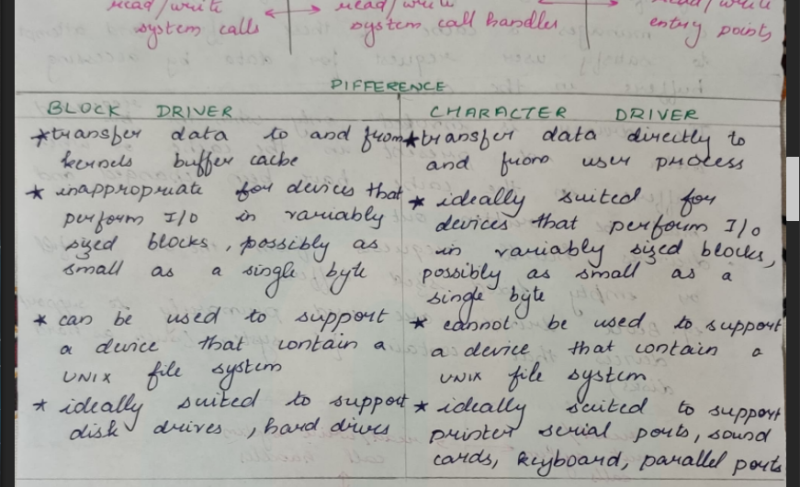 read/write read/write read/write
system calls system call handler entry points
DIFFERENCE
BLOCK DRIVER
* transfer data to and from
kernels buffer cache
* inappropriate for devices that
perform I/O in variably
sized blocks, possibly as
small as a single byte
* can be used to support
a device that contain a
UNIX file system
* ideally suited to support
disk drives, hard drives
CHARACTER DRIVER
* transfer data directly to
and from user process
* ideally suited for
devices that perform I/O
in variably sized blocks,
possibly as small as a
single byte
* cannot be used to support
a device that contain a
UNIX file system
* ideally suited to support
printer serial ports, sound
cards, keyboard, parallel ports